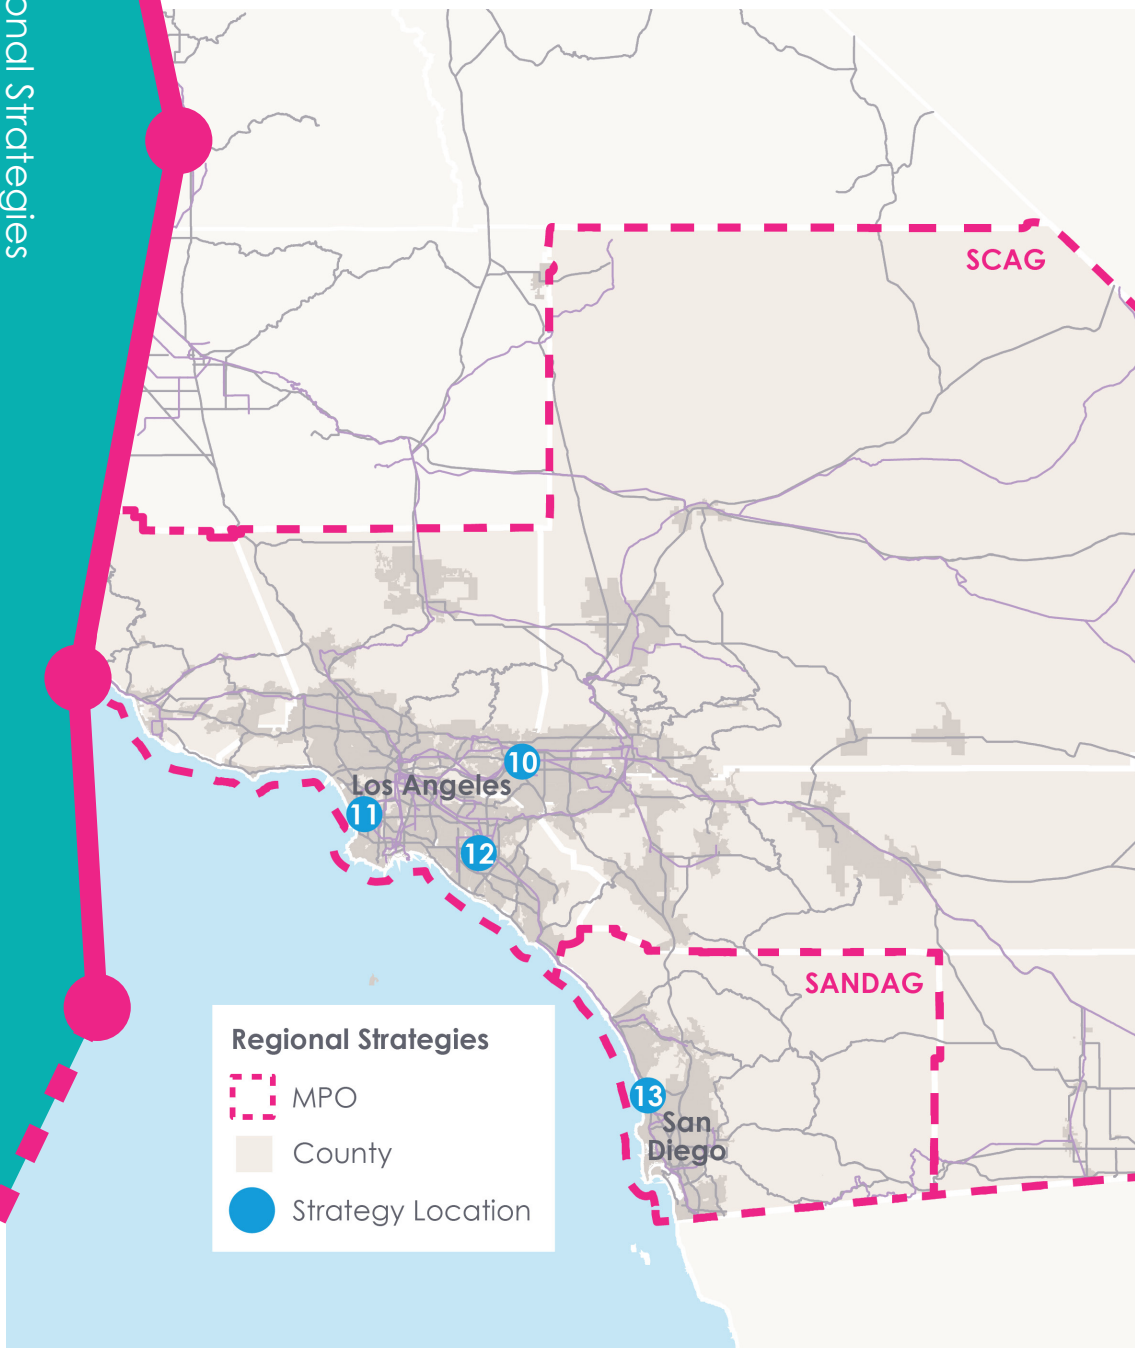 onal Strategies
SCAG
10
Los Angeles
11
12
SANDAG
13
San
Diego
Regional Strategies
MPO
County
Strategy Location